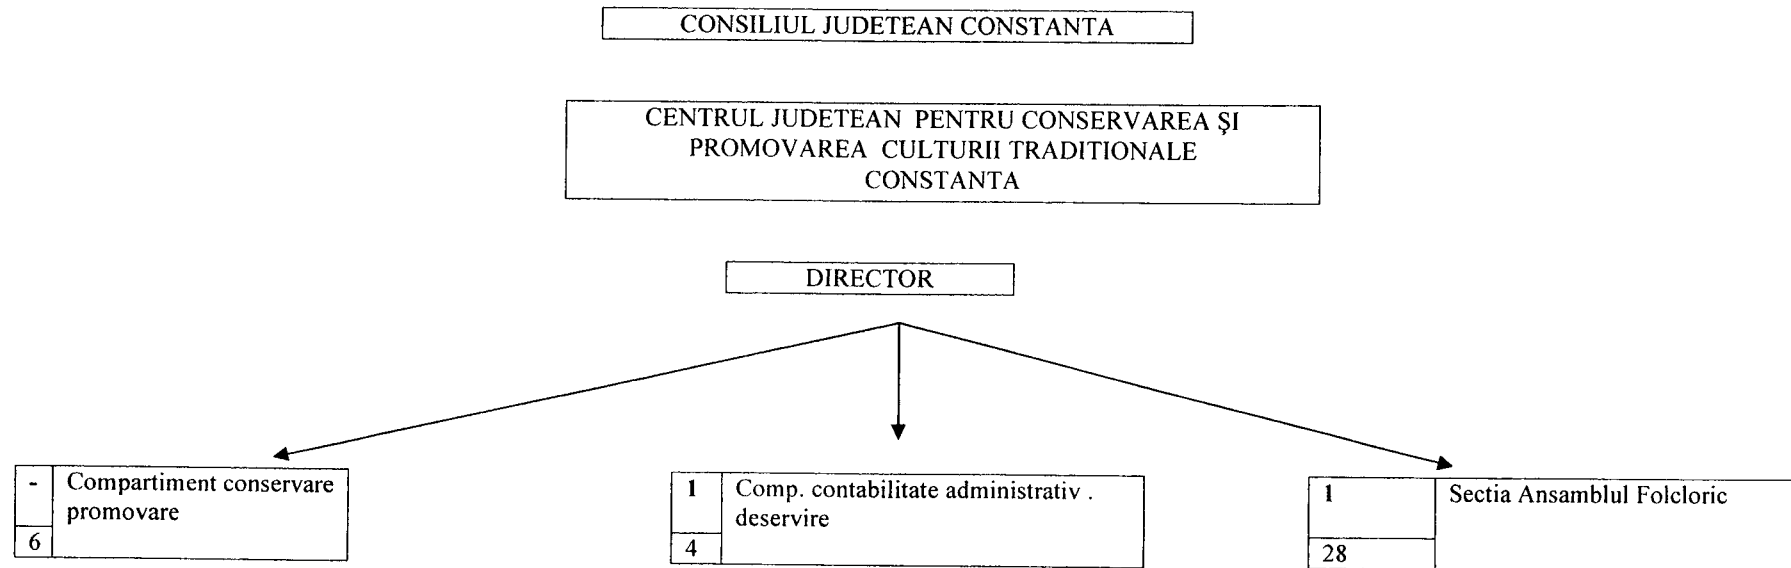 CONSILIUL JUDETEAN CONSTANTA
CENTRUL JUDETEAN PENTRU CONSERVAREA ŞI
PROMOVAREA CULTURII TRADITIONALE
CONSTANTA
DIRECTOR
-
Compartiment conservare
promovare
6
1
Comp. contabilitate administrativ .
deservire
4
1
Sectia Ansamblul Folcloric
28